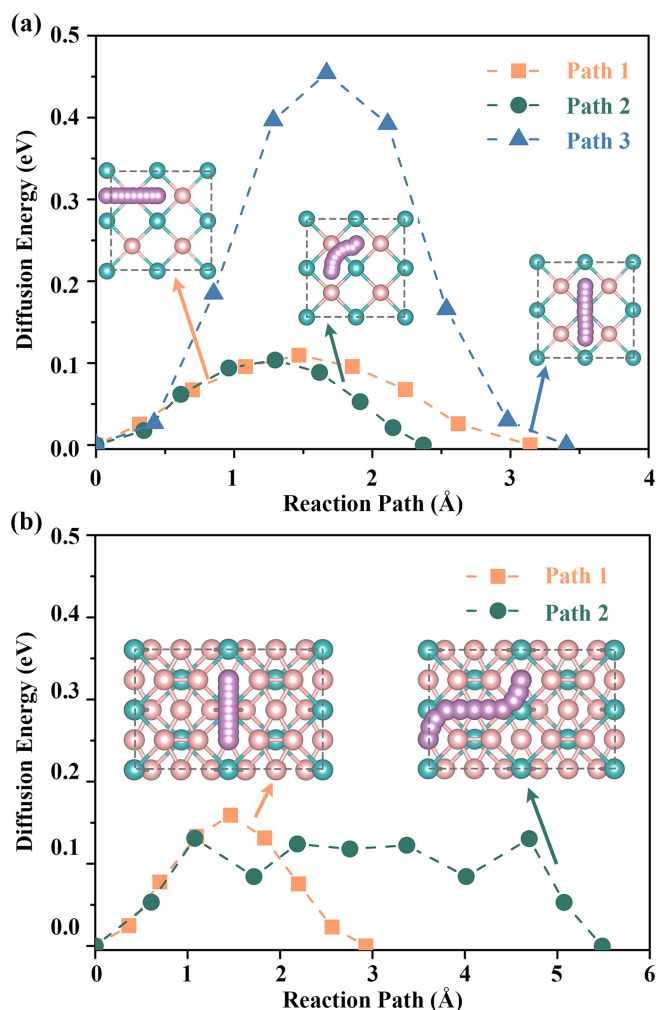 (a)
0.5
0.4
0.3
0.2
0.1
0.0
Diffusion Energy (eV)
Path 1
Path 2
Path 3
0 1 2 3 4
Reaction Path (Å)
(b)
0.5
0.4
0.3
0.2
0.1
0.0
Diffusion Energy (eV)
Path 1
Path 2
0 1 2 3 4 5 6
Reaction Path (Å)